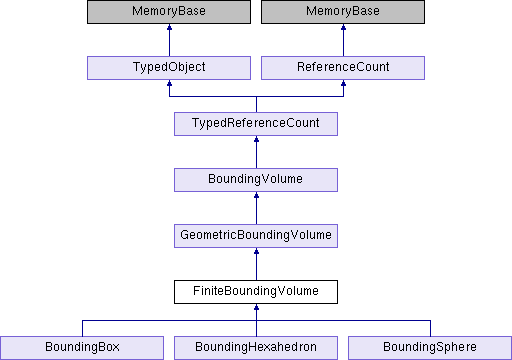 MemoryBase
MemoryBase
TypedObject
ReferenceCount
TypedReferenceCount
BoundingVolume
GeometricBoundingVolume
FiniteBoundingVolume
BoundingBox
BoundingHexahedron
BoundingSphere